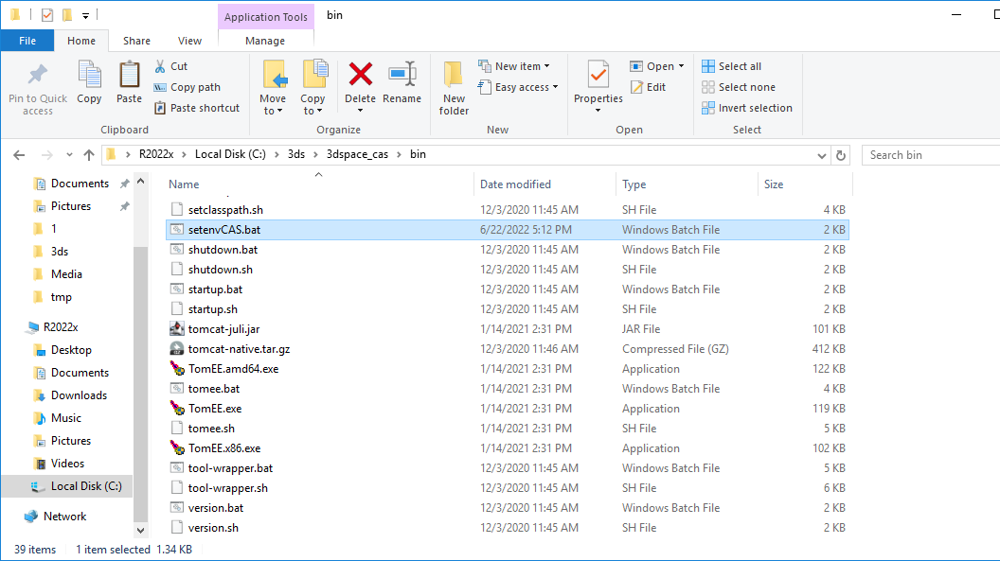 Application Tools bin
File Home Share View Manage
Pin to Quick access
Copy
Paste
Cut
Copy path
Paste shortcut
Clipboard
Move to
Copy to
Delete
Rename
Organize
New folder
New item
Easy access
New
Properties
Open
Edit
Open
Select all
Select none
Invert selection
Select
R2022x > Local Disk (C:) > 3ds > 3dspace_cas > bin
Search bin
Documents
Pictures
1
3ds
Media
tmp
R2022x
Desktop
Documents
Downloads
Music
Pictures
Videos
Local Disk (C:)
Network
Name Date modified Type Size
setclasspath.sh 12/3/2020 11:45 AM SH File 4 KB
setenvCAS.bat 6/22/2022 5:12 PM Windows Batch File 2 KB
shutdown.bat 12/3/2020 11:45 AM Windows Batch File 2 KB
shutdown.sh 12/3/2020 11:45 AM SH File 2 KB
startup.bat 12/3/2020 11:45 AM Windows Batch File 2 KB
startup.sh 12/3/2020 11:45 AM SH File 2 KB
tomcat-juli.jar 1/14/2021 2:31 PM JAR File 101 KB
tomcat-native.tar.gz 12/3/2020 11:46 AM Compressed File (GZ) 412 KB
TomEE.amd64.exe 1/14/2021 2:31 PM Application 122 KB
tomee.bat 1/14/2021 2:31 PM Windows Batch File 4 KB
TomEE.exe 1/14/2021 2:31 PM Application 119 KB
tomee.sh 1/14/2021 2:31 PM SH File 5 KB
TomEE.x86.exe 1/14/2021 2:31 PM Application 102 KB
tool-wrapper.bat 12/3/2020 11:45 AM Windows Batch File 5 KB
tool-wrapper.sh 12/3/2020 11:45 AM SH File 6 KB
version.bat 12/3/2020 11:45 AM Windows Batch File 2 KB
version.sh 12/3/2020 11:45 AM SH File 2 KB
39 items 1 item selected 1.34 KB